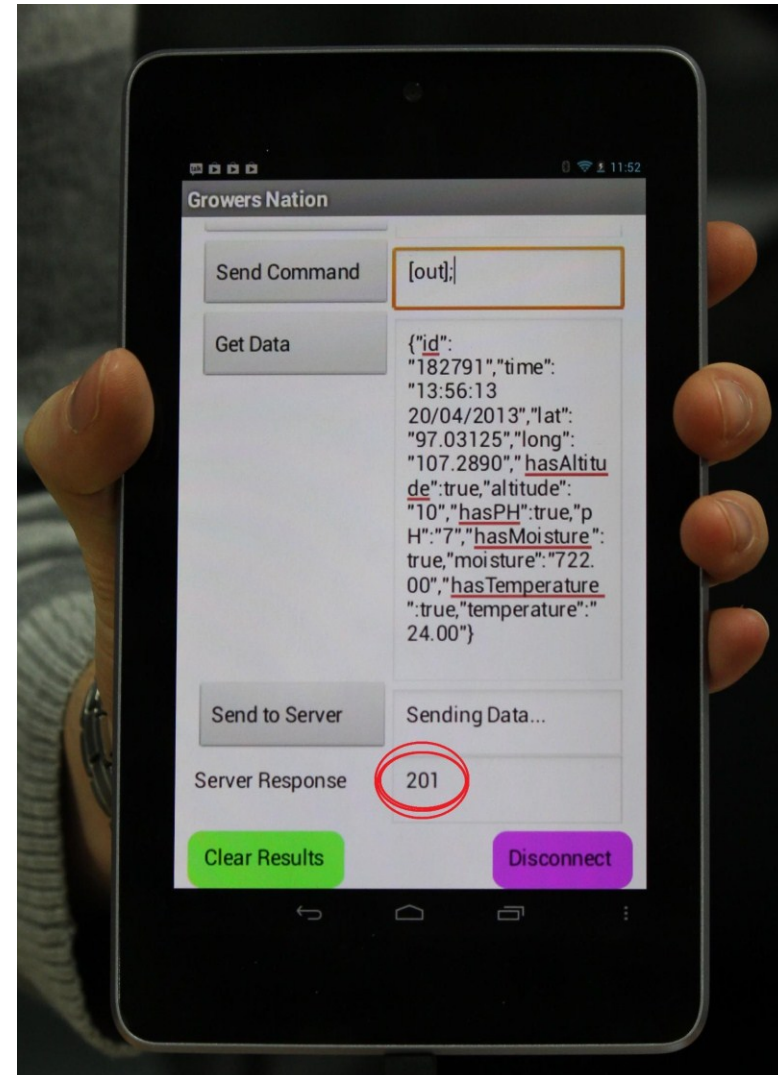 11:52
Growers Nation
Send Command
[out];
Get Data
{"id":
"182791","time":
"13:56:13
20/04/2013","lat":
"97.03125","long":
"107.2890","hasAltitu
de":true,"altitude":
"10","hasPH":true,"p
H":"7","hasMoisture":
true,"moisture":"722.
00","hasTemperature
":true,"temperature":"
24.00"}
Send to Server
Sending Data...
Server Response
201
Clear Results
Disconnect